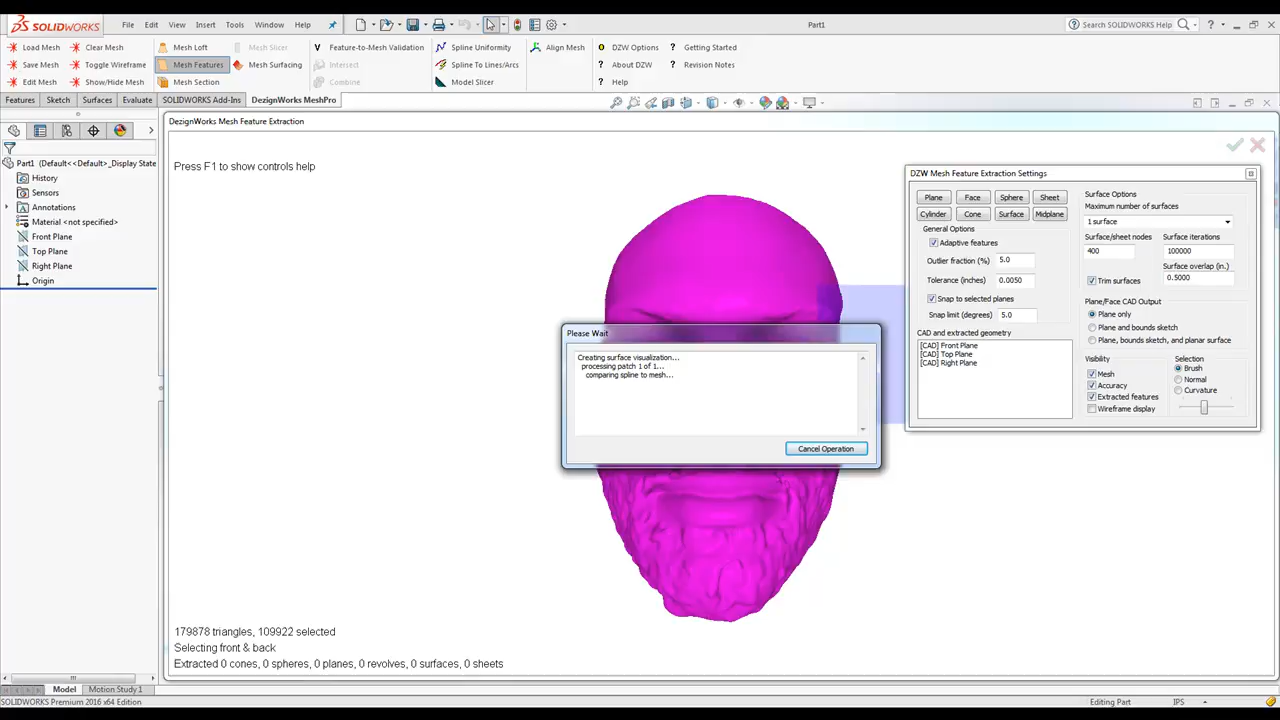 SOLIDWORKS File Edit View Insert Tools Window Help Part1 Search SOLIDWORKS Help
Load Mesh Clear Mesh Mesh Loft Mesh Slicer Feature-to-Mesh Validation Spline Uniformity Align Mesh DZW Options Getting Started
Save Mesh Toggle Wireframe Mesh Features Mesh Surfacing Intersect Spline To Lines/Arcs About DZW Revision Notes
Edit Mesh Show/Hide Mesh Mesh Section Combine Model Slicer Help
Features Sketch Surfaces Evaluate SOLIDWORKS Add-Ins DezignWorks MeshPro
Part1 (Default<<Default>_Display State
History
Sensors
Annotations
Material <not specified>
Front Plane
Top Plane
Right Plane
Origin
DezignWorks Mesh Feature Extraction
Press F1 to show controls help
Please Wait
Creating surface visualization...
processing patch 1 of 1...
comparing spline to mesh...
Cancel Operation
DZW Mesh Feature Extraction Settings
Plane Face Sphere Sheet
Cylinder Cone Surface Midplane
General Options
Adaptive features
Outlier fraction (%) 5.0
Tolerance (inches) 0.0050
Snap to selected planes
Snap limit (degrees) 5.0
CAD and extracted geometry
[CAD] Front Plane
[CAD] Top Plane
[CAD] Right Plane
Surface Options
Maximum number of surfaces
1 surface
Surface/sheet nodes Surface iterations
400 100000
Surface overlap (in.)
Trim surfaces 0.5000
Plane/Face CAD Output
Plane only
Plane and bounds sketch
Plane, bounds sketch, and planar surface
Visibility Selection
Mesh Brush
Accuracy Normal
Extracted features Curvature
Wireframe display
179878 triangles, 109922 selected
Selecting front & back
Extracted 0 cones, 0 spheres, 0 planes, 0 revolves, 0 surfaces, 0 sheets
Model Motion Study 1
SOLIDWORKS Premium 2016 x64 Edition Editing Part IPS